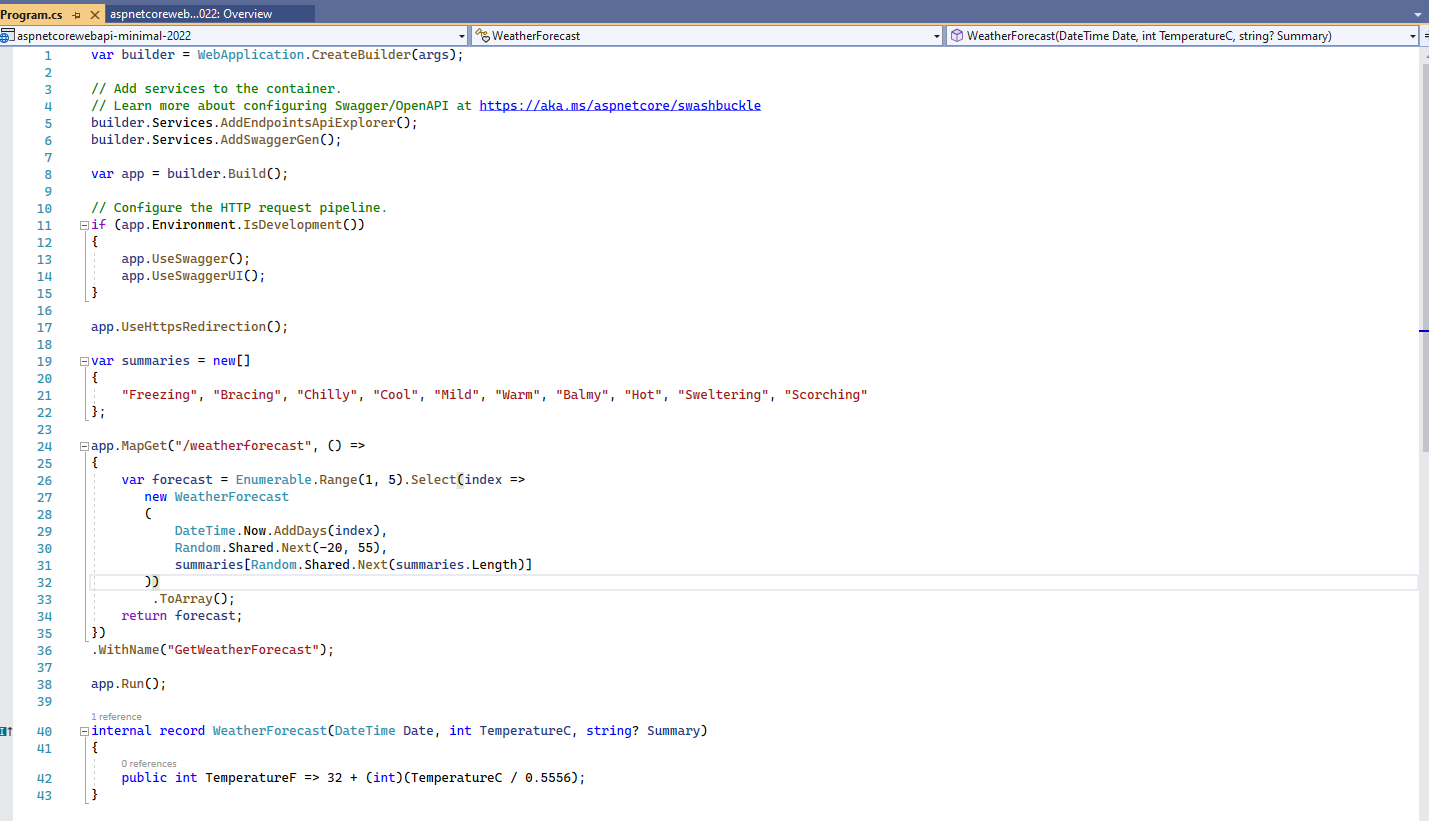 Program.cs
aspnetcoreweb...022: Overview
aspnetcorewebapi-minimal-2022
WeatherForecast
WeatherForecast(DateTime Date, int TemperatureC, string? Summary)
1 var builder = WebApplication.CreateBuilder(args);
2
3 // Add services to the container.
4 // Learn more about configuring Swagger/OpenAPI at https://aka.ms/aspnetcore/swashbuckle
5 builder.Services.AddEndpointsApiExplorer();
6 builder.Services.AddSwaggerGen();
7
8 var app = builder.Build();
9
10 // Configure the HTTP request pipeline.
11 if (app.Environment.IsDevelopment())
12 {
13     app.UseSwagger();
14     app.UseSwaggerUI();
15 }
16
17 app.UseHttpsRedirection();
18
19 var summaries = new[]
20 {
21     "Freezing", "Bracing", "Chilly", "Cool", "Mild", "Warm", "Balmy", "Hot", "Sweltering", "Scorching"
22 };
23
24 app.MapGet("/weatherforecast", () =>
25 {
26     var forecast = Enumerable.Range(1, 5).Select(index =>
27        new WeatherForecast
28        (
29            DateTime.Now.AddDays(index),
30            Random.Shared.Next(-20, 55),
31            summaries[Random.Shared.Next(summaries.Length)]
32        ))
33         .ToArray();
34     return forecast;
35 })
36 .WithName("GetWeatherForecast");
37
38 app.Run();
39
1 reference
40 internal record WeatherForecast(DateTime Date, int TemperatureC, string? Summary)
41 {
0 references
42     public int TemperatureF => 32 + (int)(TemperatureC / 0.5556);
43 }